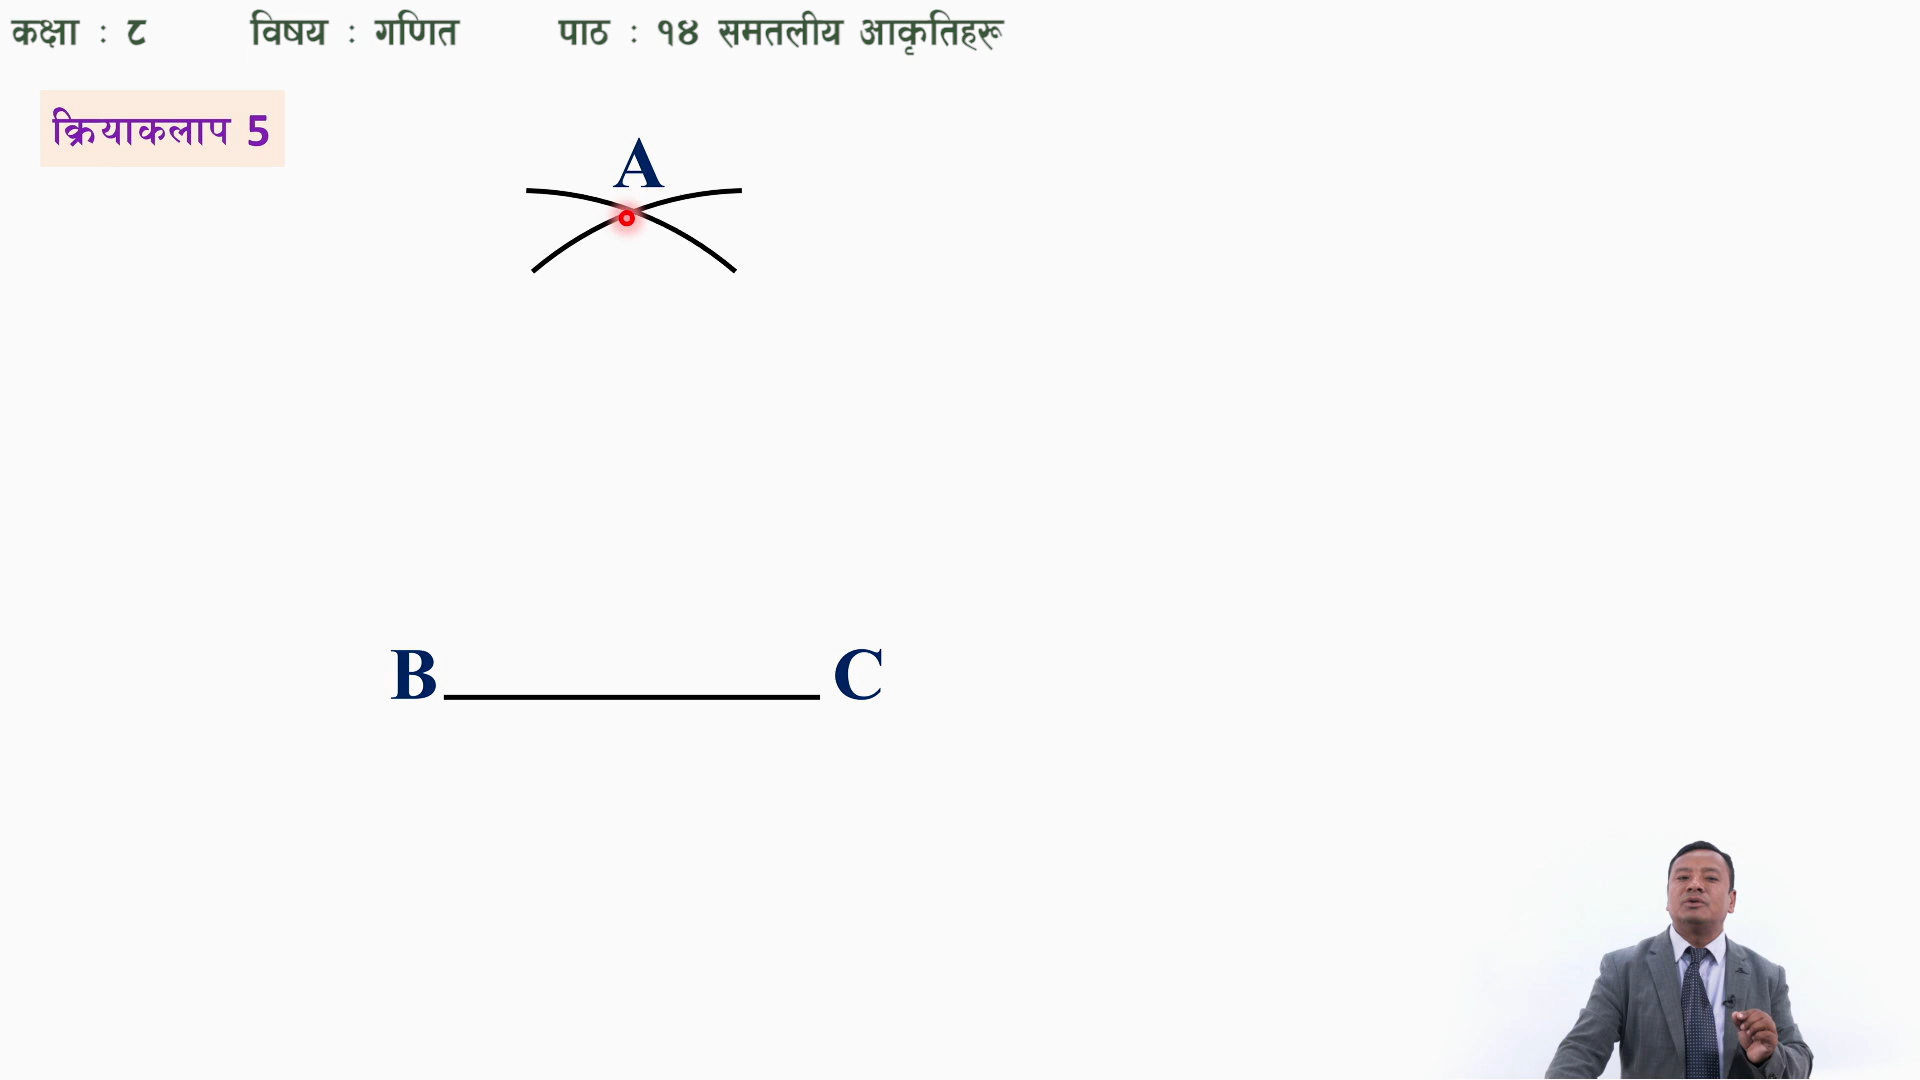 कक्षा : ८ विषय : गणित पाठ : १४ समतलीय आकृतिहरू
क्रियाकलाप 5
A
B C